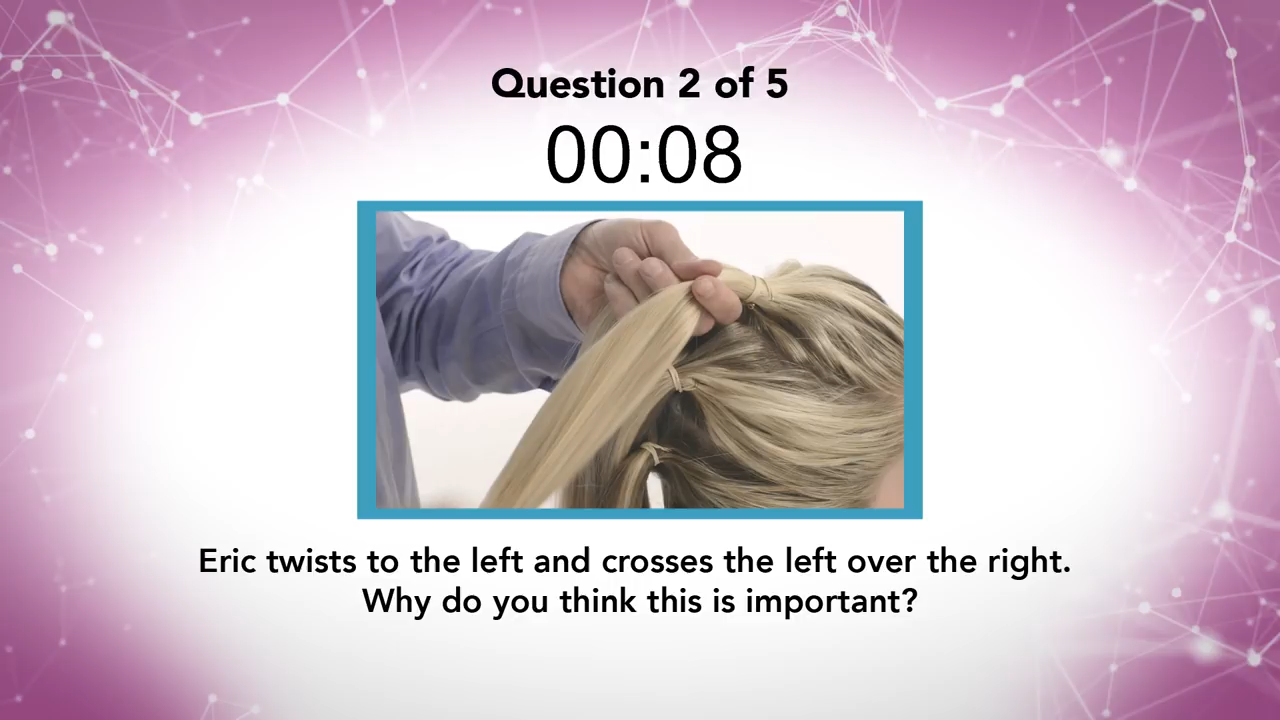 Question 2 of 5
00:08
Eric twists to the left and crosses the left over the right.
Why do you think this is important?